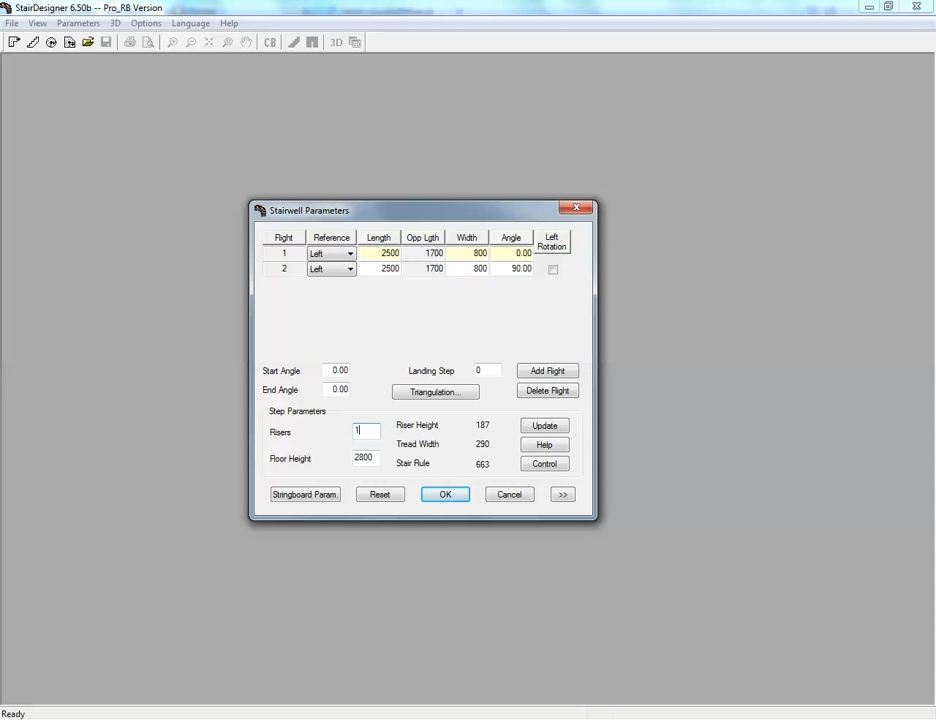 StairDesigner 6.50b -- Pro_RB Version
File View Parameters 3D Options Language Help
CB 3D
Stairwell Parameters
Flight Reference Length Opp Lgth Width Angle Left Rotation
1 Left 2500 1700 800 0.00
2 Left 2500 1700 800 90.00
Start Angle 0.00 Landing Step 0 Add Flight
End Angle 0.00 Triangulation... Delete Flight
Step Parameters
Risers 1 Riser Height 187 Update
Tread Width 290 Help
Floor Height 2800 Stair Rule 663 Control
Stringboard Param. Reset OK Cancel >>
Ready